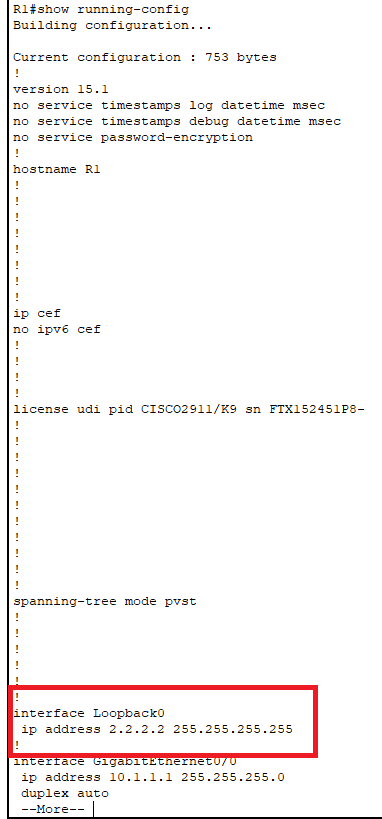 R1#show running-config
Building configuration...
Current configuration : 753 bytes
!
version 15.1
no service timestamps log datetime msec
no service timestamps debug datetime msec
no service password-encryption
!
hostname R1
!
!
!
!
!
!
!
!
ip cef
no ipv6 cef
!
!
!
!
license udi pid CISCO2911/K9 sn FTX152451P8-
!
!
!
!
!
!
!
!
!
!
!
spanning-tree mode pvst
!
!
!
!
!
!
interface Loopback0
 ip address 2.2.2.2 255.255.255.255
!
interface GigabitEthernet0/0
 ip address 10.1.1.1 255.255.255.0
 duplex auto
 --More--